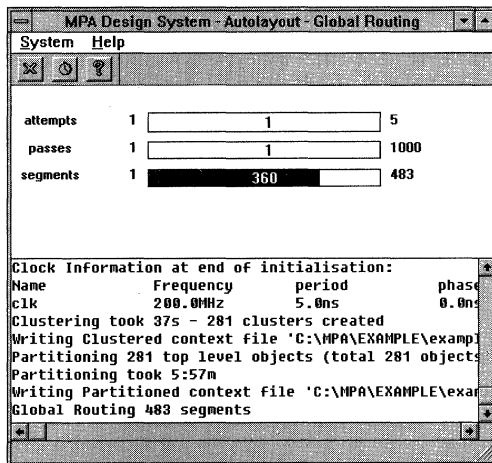 MPA Design System - Autolayout - Global Routing
System Help
?
attempts 1 1 5
passes 1 1 1000
segments 1 360 483
Clock Information at end of initialisation:
Name Frequency period phase
clk 200.0MHz 5.0ns 0.0ns
Clustering took 37s - 281 clusters created
Writing Clustered context file 'C:\MPA\EXAMPLE\exampl
Partitioning 281 top level objects (total 281 objects
Partitioning took 5:57m
Writing Partitioned context file 'C:\MPA\EXAMPLE\exam
Global Routing 483 segments